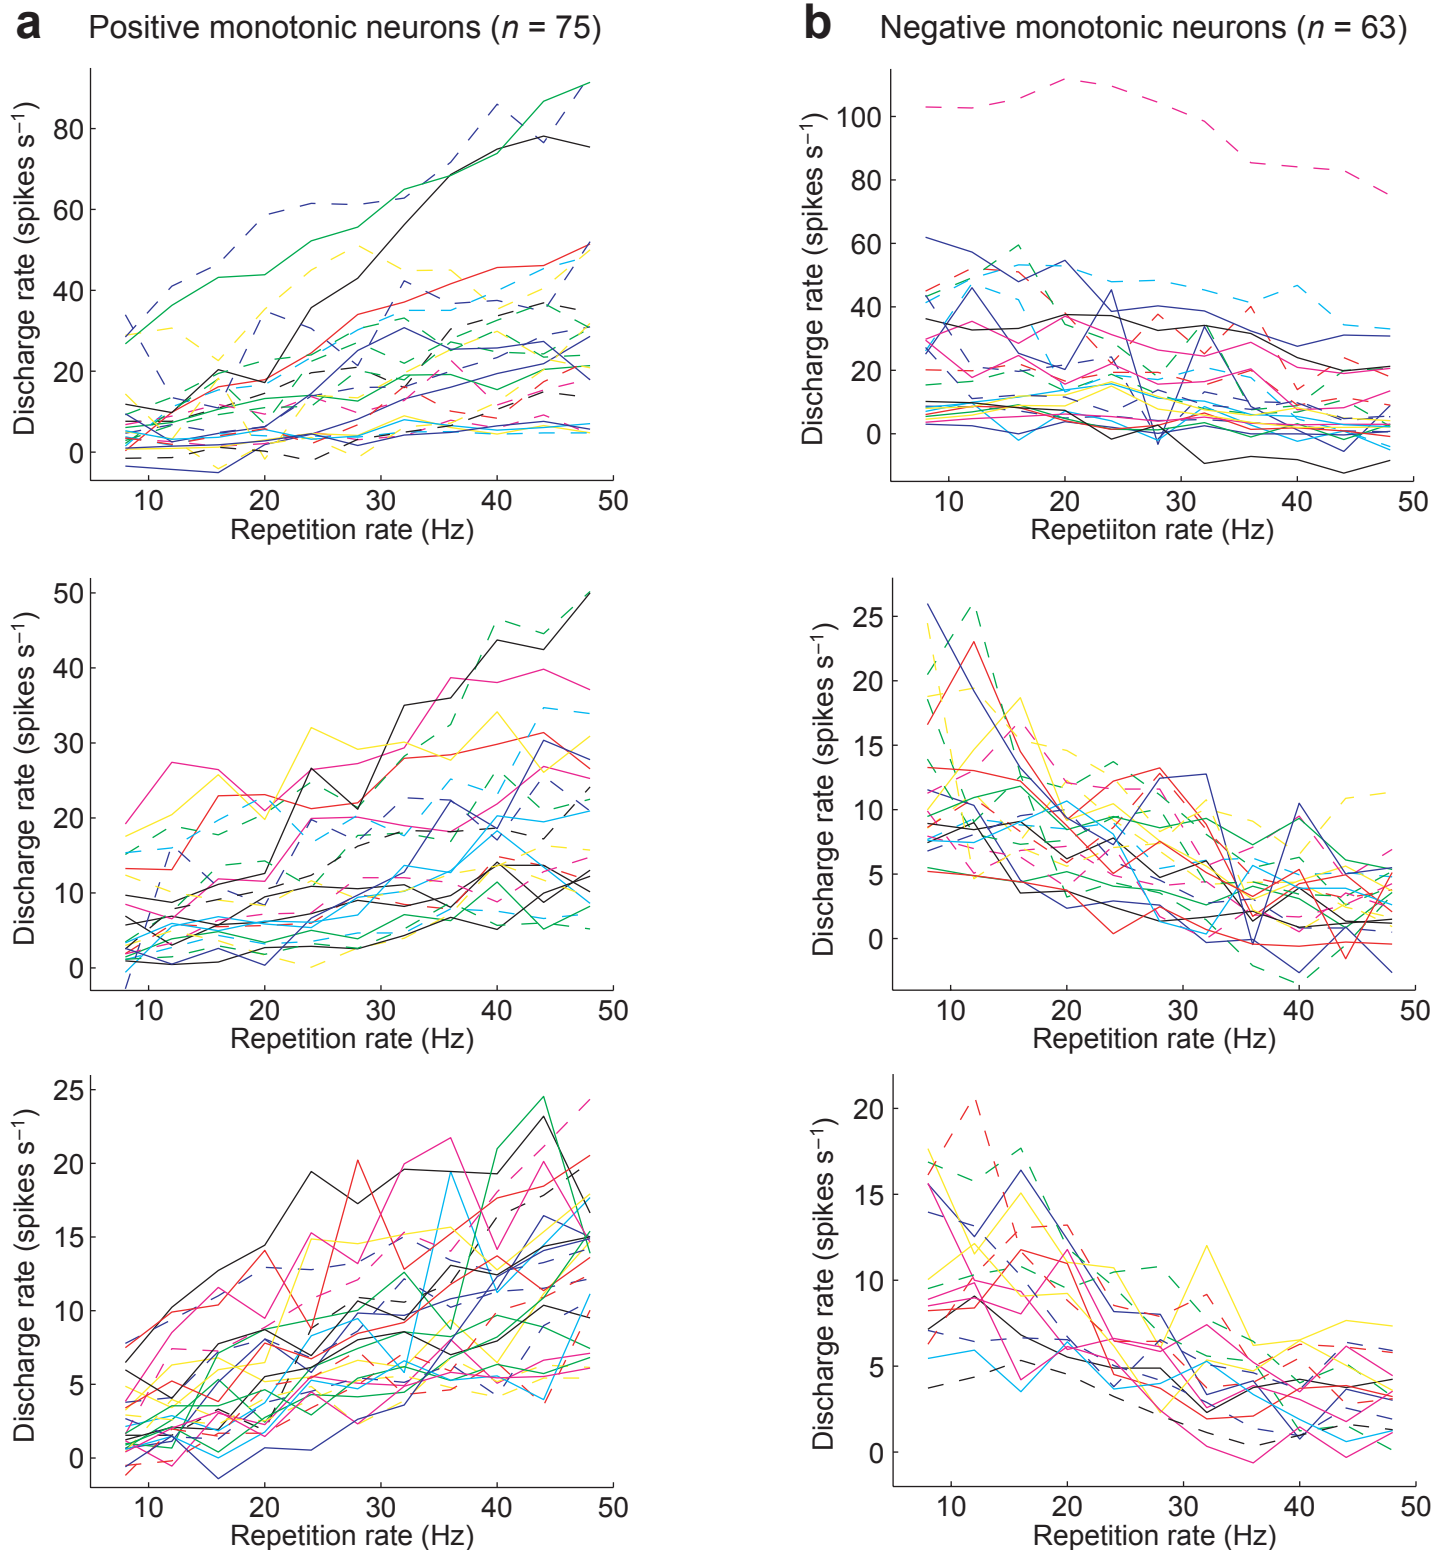 a Positive monotonic neurons (n = 75)
80
60
40
20
0
Discharge rate (spikes s⁻¹)
10 20 30 40 50
Repetition rate (Hz)
50
40
30
20
10
0
Discharge rate (spikes s⁻¹)
10 20 30 40 50
Repetition rate (Hz)
25
20
15
10
5
0
Discharge rate (spikes s⁻¹)
10 20 30 40 50
Repetition rate (Hz)
b Negative monotonic neurons (n = 63)
100
80
60
40
20
0
Discharge rate (spikes s⁻¹)
10 20 30 40 50
Repetiiton rate (Hz)
25
20
15
10
5
0
Discharge rate (spikes s⁻¹)
10 20 30 40 50
Repetition rate (Hz)
20
15
10
5
0
Discharge rate (spikes s⁻¹)
10 20 30 40 50
Repetition rate (Hz)